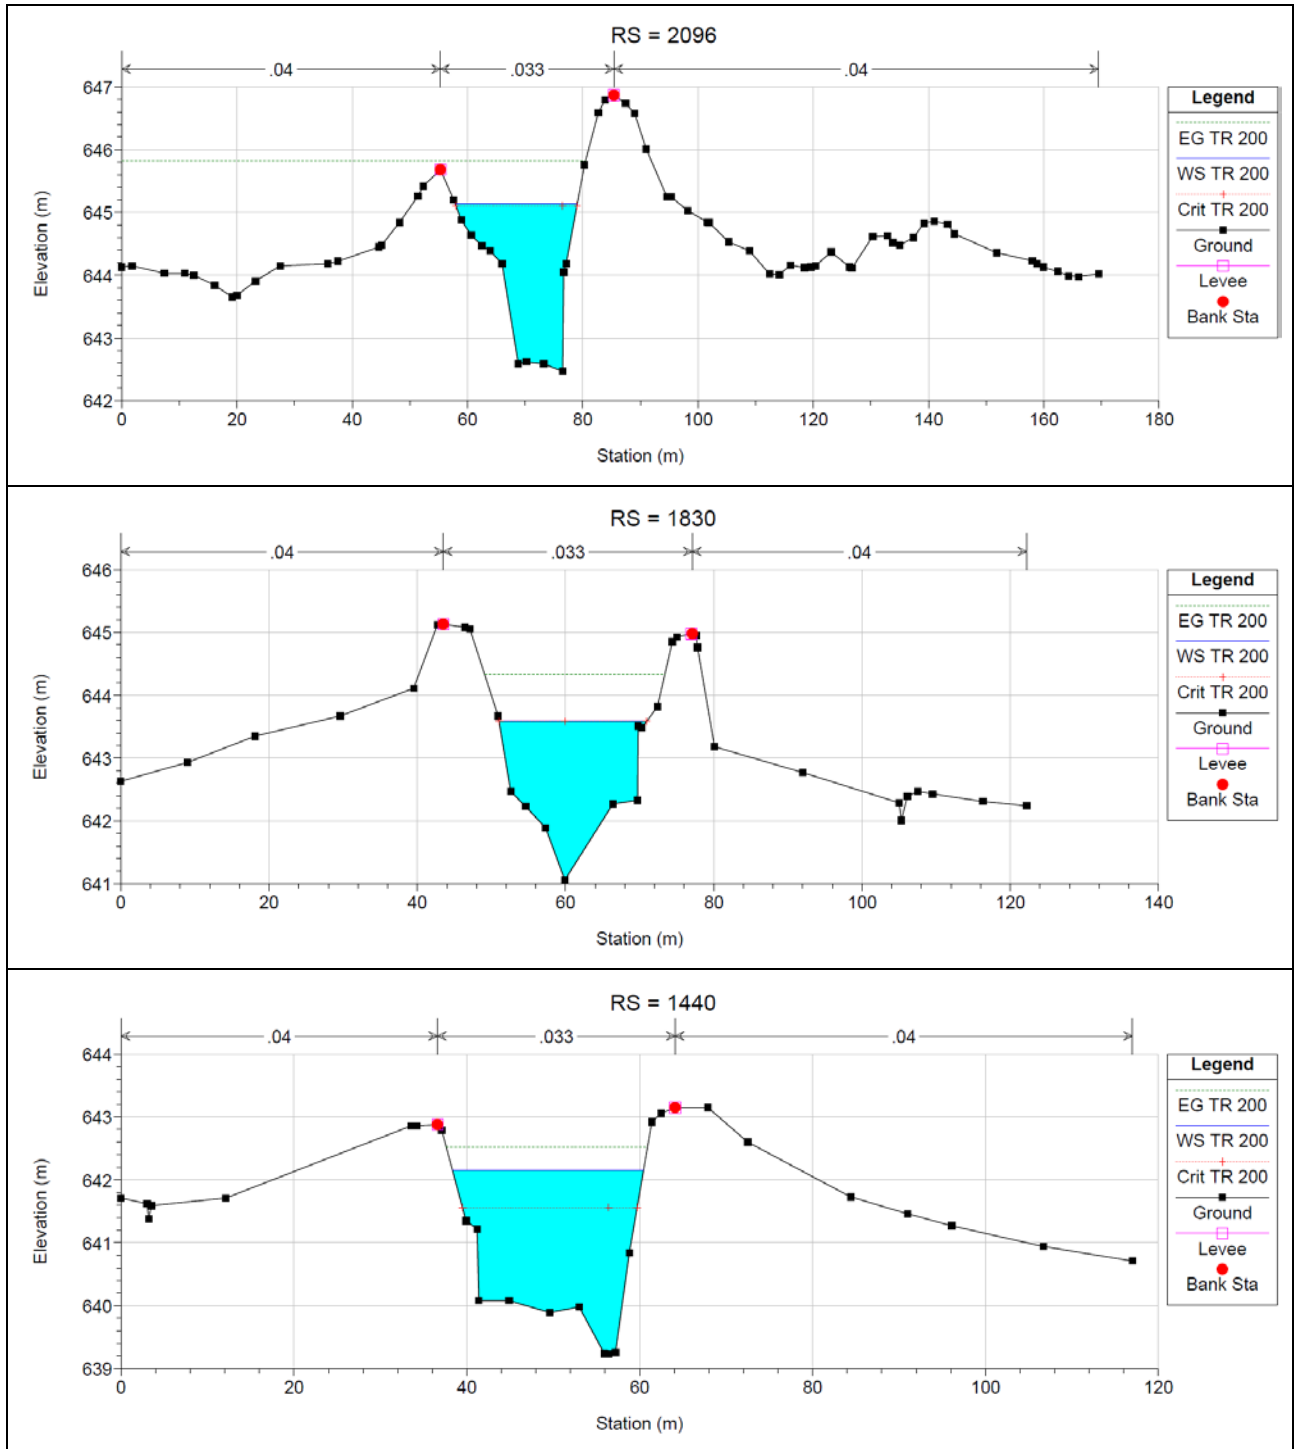 RS = 2096
.04 .033 .04
647
646
645
644
643
642
Elevation (m)
0 20 40 60 80 100 120 140 160 180
Station (m)
Legend
EG TR 200
WS TR 200
Crit TR 200
Ground
Levee
Bank Sta
RS = 1830
.04 .033 .04
646
645
644
643
642
641
Elevation (m)
0 20 40 60 80 100 120 140
Station (m)
Legend
EG TR 200
WS TR 200
Crit TR 200
Ground
Levee
Bank Sta
RS = 1440
.04 .033 .04
644
643
642
641
640
639
Elevation (m)
0 20 40 60 80 100 120
Station (m)
Legend
EG TR 200
WS TR 200
Crit TR 200
Ground
Levee
Bank Sta